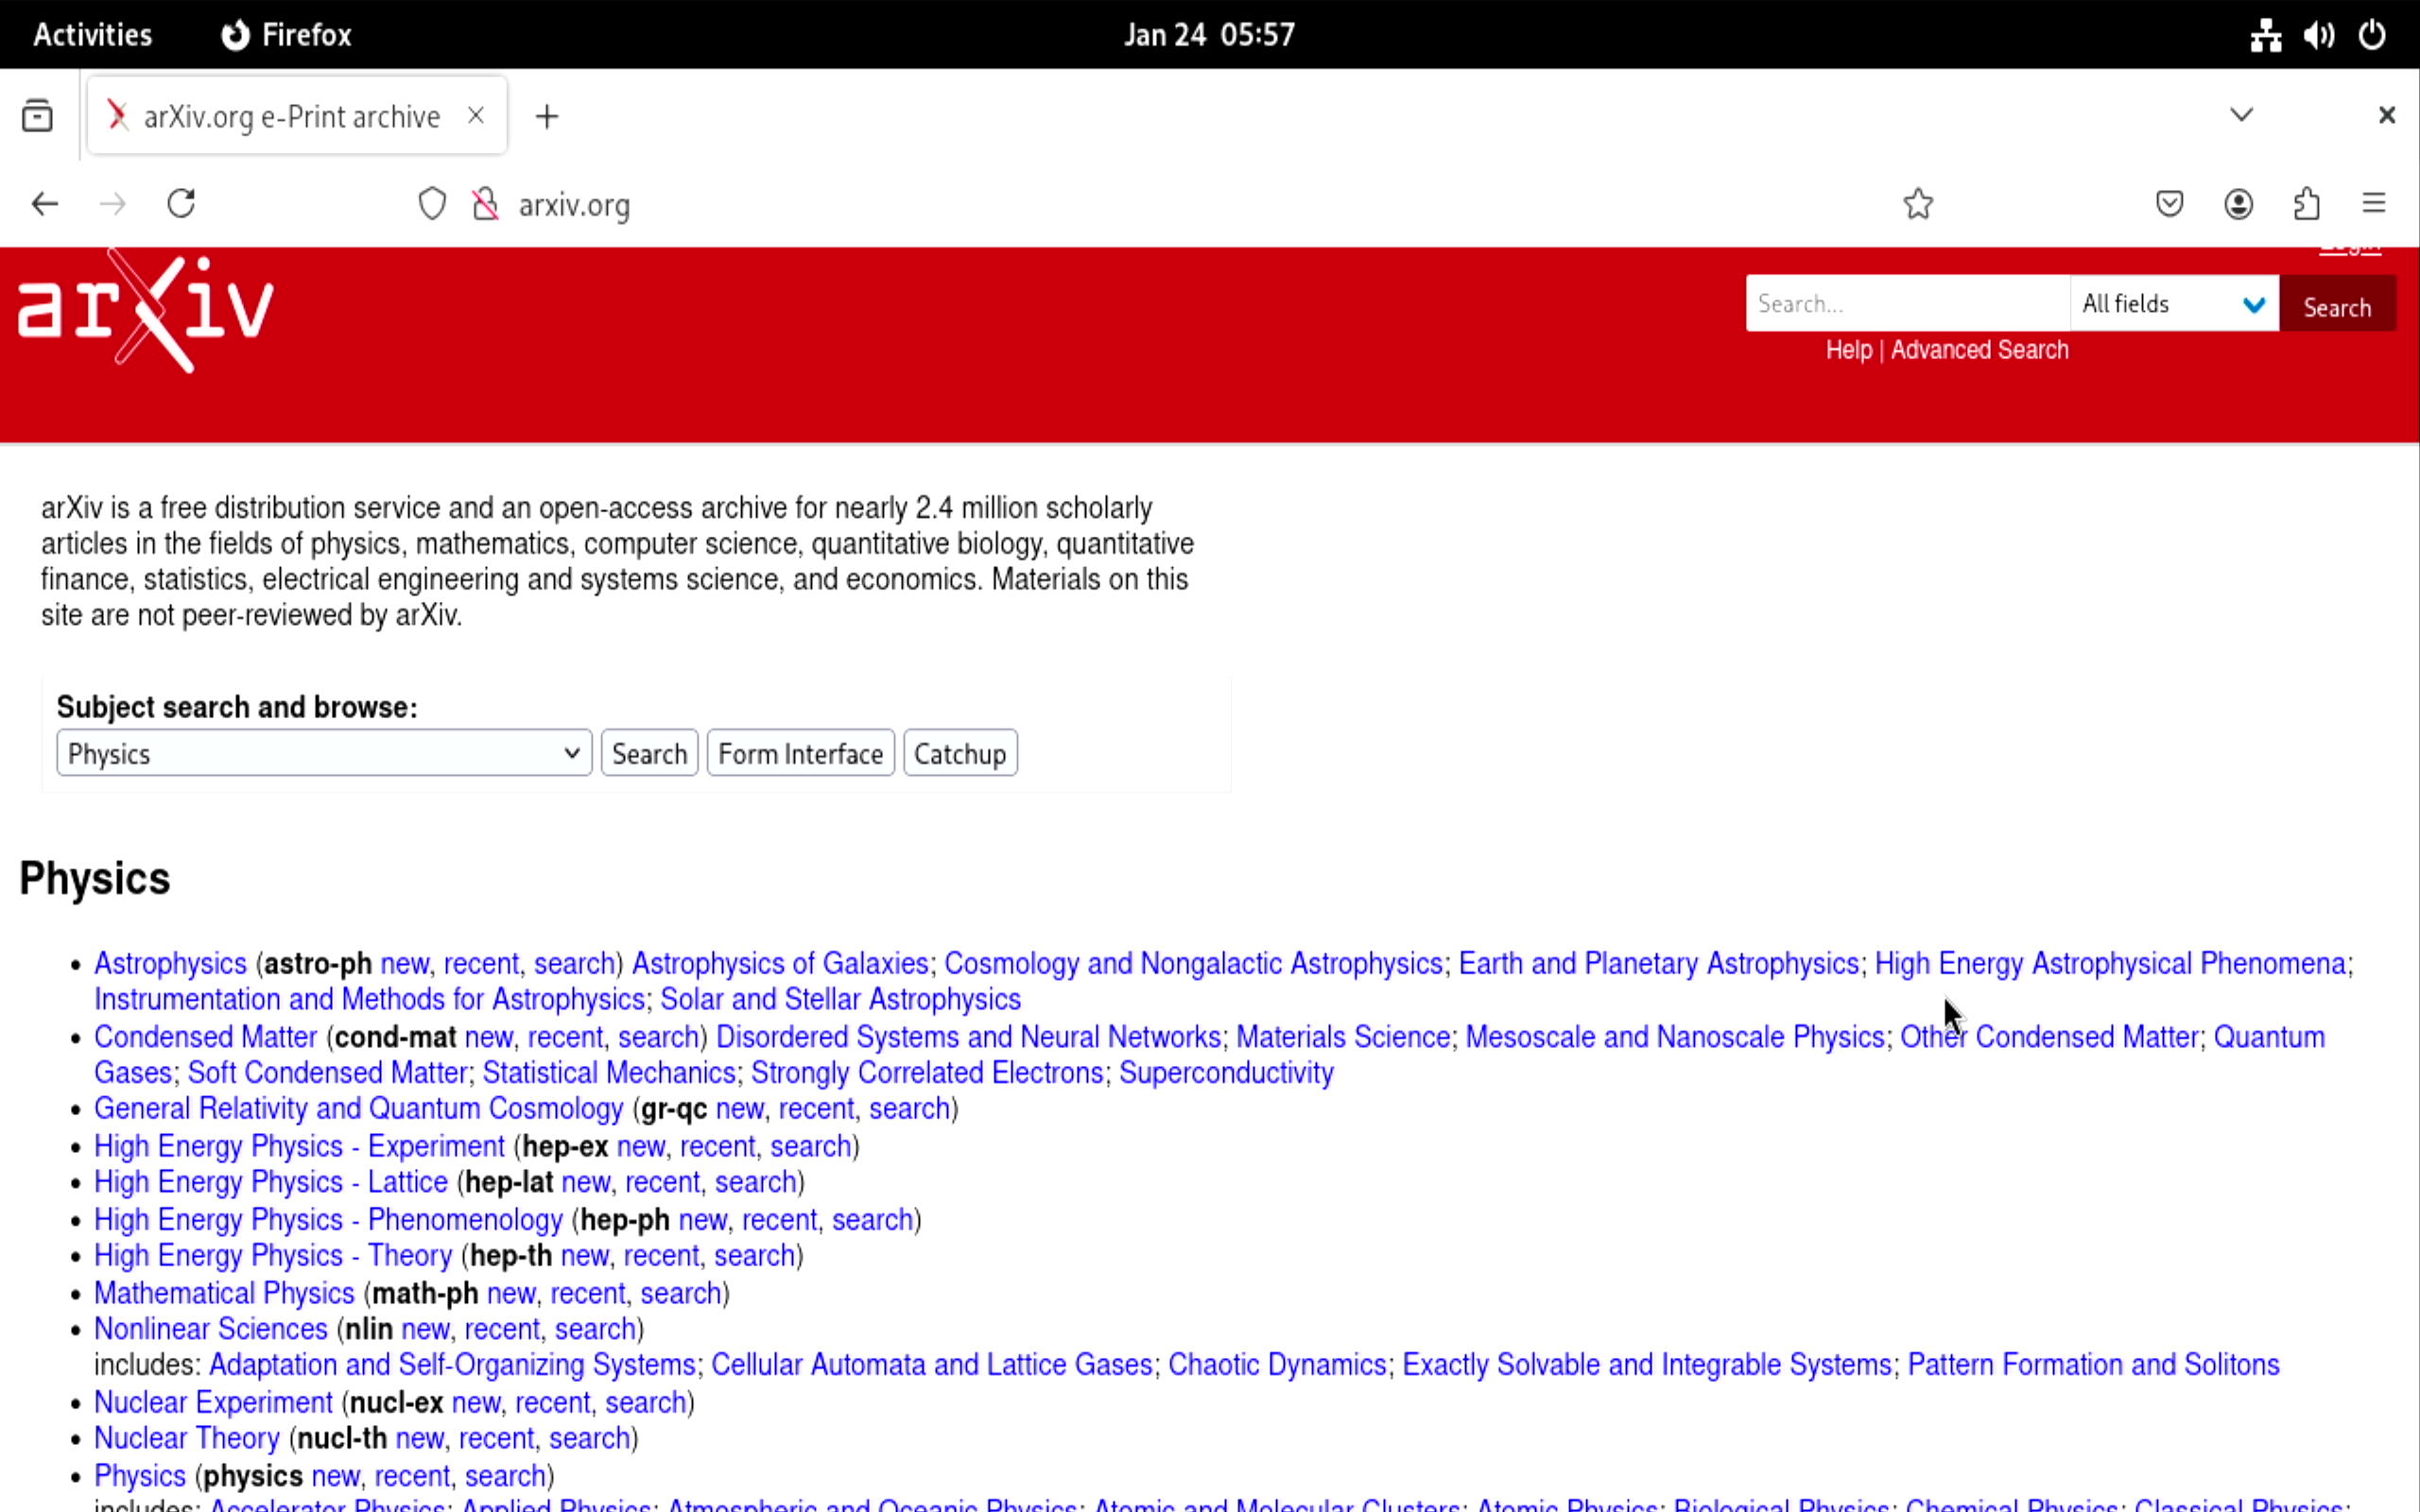 Activities Firefox Jan 24 05:57
arXiv.org e-Print archive
arxiv.org
arXiv
Search... All fields Search
Help | Advanced Search
arXiv is a free distribution service and an open-access archive for nearly 2.4 million scholarly
articles in the fields of physics, mathematics, computer science, quantitative biology, quantitative
finance, statistics, electrical engineering and systems science, and economics. Materials on this
site are not peer-reviewed by arXiv.
Subject search and browse:
Physics Search Form Interface Catchup
Physics
• Astrophysics (astro-ph new, recent, search) Astrophysics of Galaxies; Cosmology and Nongalactic Astrophysics; Earth and Planetary Astrophysics; High Energy Astrophysical Phenomena;
Instrumentation and Methods for Astrophysics; Solar and Stellar Astrophysics
• Condensed Matter (cond-mat new, recent, search) Disordered Systems and Neural Networks; Materials Science; Mesoscale and Nanoscale Physics; Other Condensed Matter; Quantum
Gases; Soft Condensed Matter; Statistical Mechanics; Strongly Correlated Electrons; Superconductivity
• General Relativity and Quantum Cosmology (gr-qc new, recent, search)
• High Energy Physics - Experiment (hep-ex new, recent, search)
• High Energy Physics - Lattice (hep-lat new, recent, search)
• High Energy Physics - Phenomenology (hep-ph new, recent, search)
• High Energy Physics - Theory (hep-th new, recent, search)
• Mathematical Physics (math-ph new, recent, search)
• Nonlinear Sciences (nlin new, recent, search)
includes: Adaptation and Self-Organizing Systems; Cellular Automata and Lattice Gases; Chaotic Dynamics; Exactly Solvable and Integrable Systems; Pattern Formation and Solitons
• Nuclear Experiment (nucl-ex new, recent, search)
• Nuclear Theory (nucl-th new, recent, search)
• Physics (physics new, recent, search)
includes: Accelerator Physics; Applied Physics; Atmospheric and Oceanic Physics; Atomic and Molecular Clusters; Atomic Physics; Biological Physics; Chemical Physics; Classical Physics;